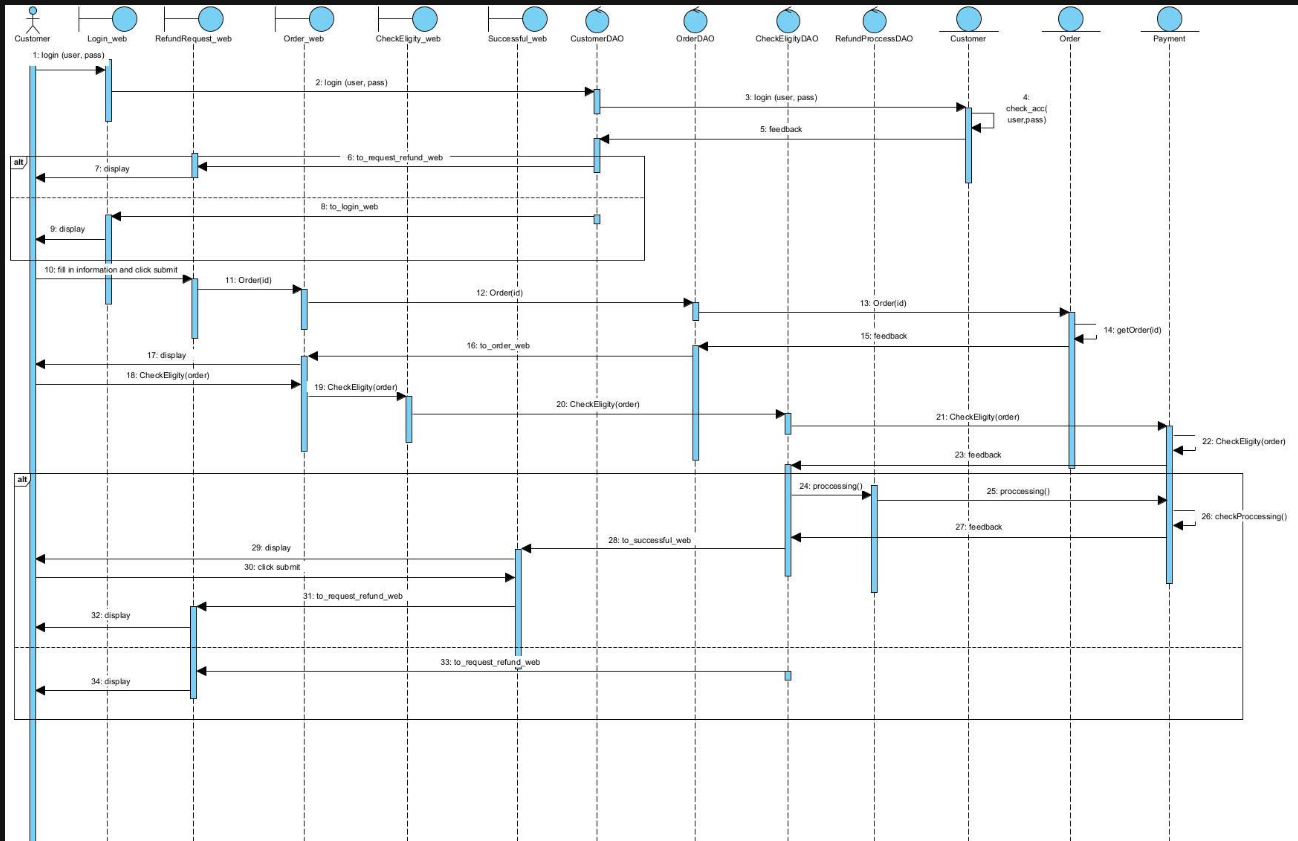 Customer
Login_web
RefundRequest_web
Order_web
CheckEligity_web
Successful_web
CustomerDAO
OrderDAO
CheckEligityDAO
RefundProccessDAO
Customer
Order
Payment
1: login (user, pass)
2: login (user, pass)
3: login (user, pass)
4:
check_acc(
user,pass)
5: feedback
alt
6: to_request_refund_web
7: display
8: to_login_web
9: display
10: fill in information and click submit
11: Order(id)
12: Order(id)
13: Order(id)
14: getOrder(id)
15: feedback
16: to_order_web
17: display
18: CheckEligity(order)
19: CheckEligity(order)
20: CheckEligity(order)
21: CheckEligity(order)
22: CheckEligity(order)
23: feedback
alt
24: proccessing()
25: proccessing()
26: checkProccessing()
27: feedback
28: to_successful_web
29: display
30: click submit
31: to_request_refund_web
32: display
33: to_request_refund_web
34: display